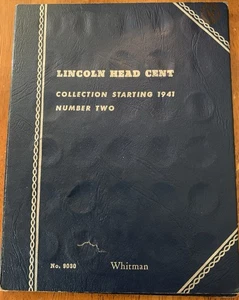 LINCOLN HEAD CENT
COLLECTION STARTING 1941
NUMBER TWO
No. 9030 Whitman